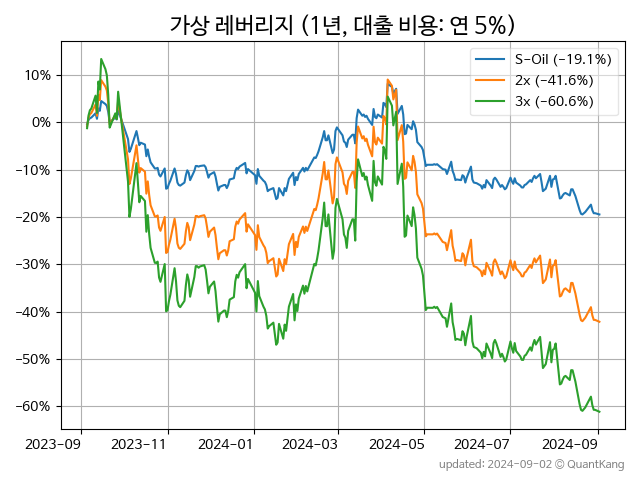 가상 레버리지 (1년, 대출 비용: 연 5%)
S-Oil (-19.1%)
2x (-41.6%)
3x (-60.6%)
10%
0%
-10%
-20%
-30%
-40%
-50%
-60%
2023-09 2023-11 2024-01 2024-03 2024-05 2024-07 2024-09
updated: 2024-09-02 © QuantKang